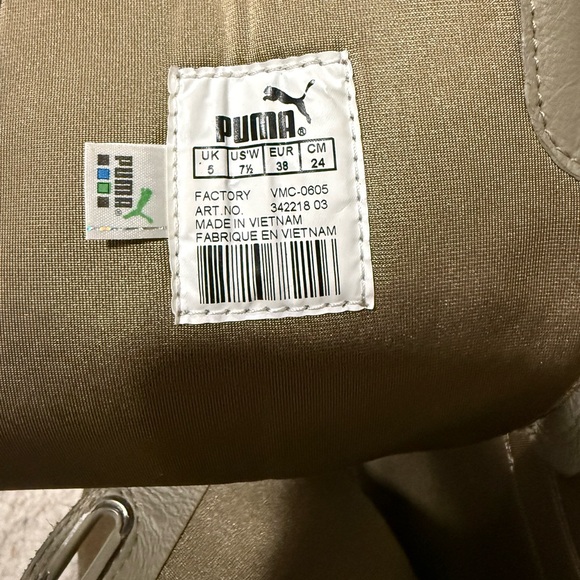 PUMA®
UK US'W EUR CM
5 7½ 38 24
FACTORY VMC-0605
ART.NO. 342218 03
MADE IN VIETNAM
FABRIQUE EN VIETNAM
PUMA